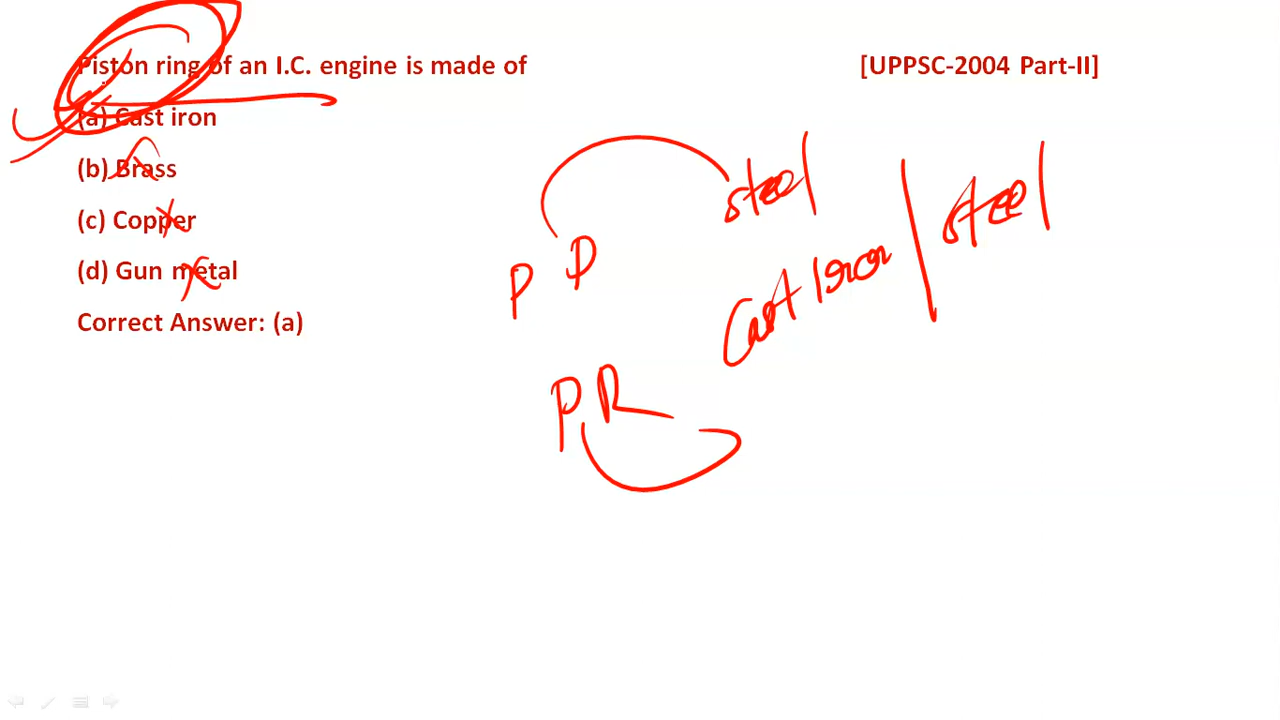 Piston ring of an I.C. engine is made of [UPPSC-2004 Part-II]
(a) Cast iron
(b) Brass
(c) Copper
(d) Gun metal
Correct Answer: (a)
steel
P P
Cast Iron / steel
PR